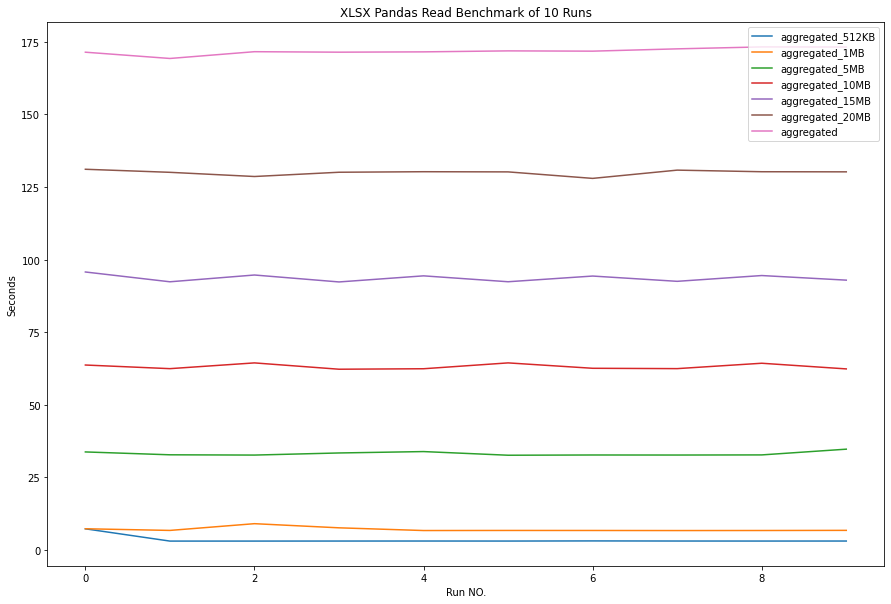 XLSX Pandas Read Benchmark of 10 Runs
aggregated_512KB
aggregated_1MB
aggregated_5MB
aggregated_10MB
aggregated_15MB
aggregated_20MB
aggregated
Seconds
175
150
125
100
75
50
25
0
0 2 4 6 8
Run NO.